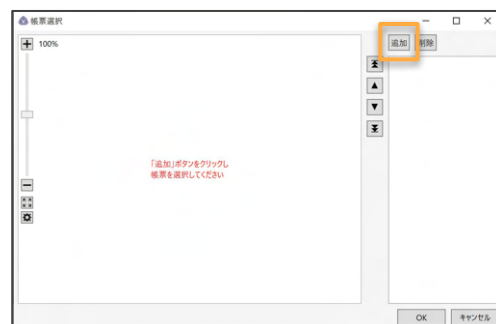 帳票選択
100%
追加 削除
「追加」ボタンをクリックし
帳票を選択してください
OK キャンセル